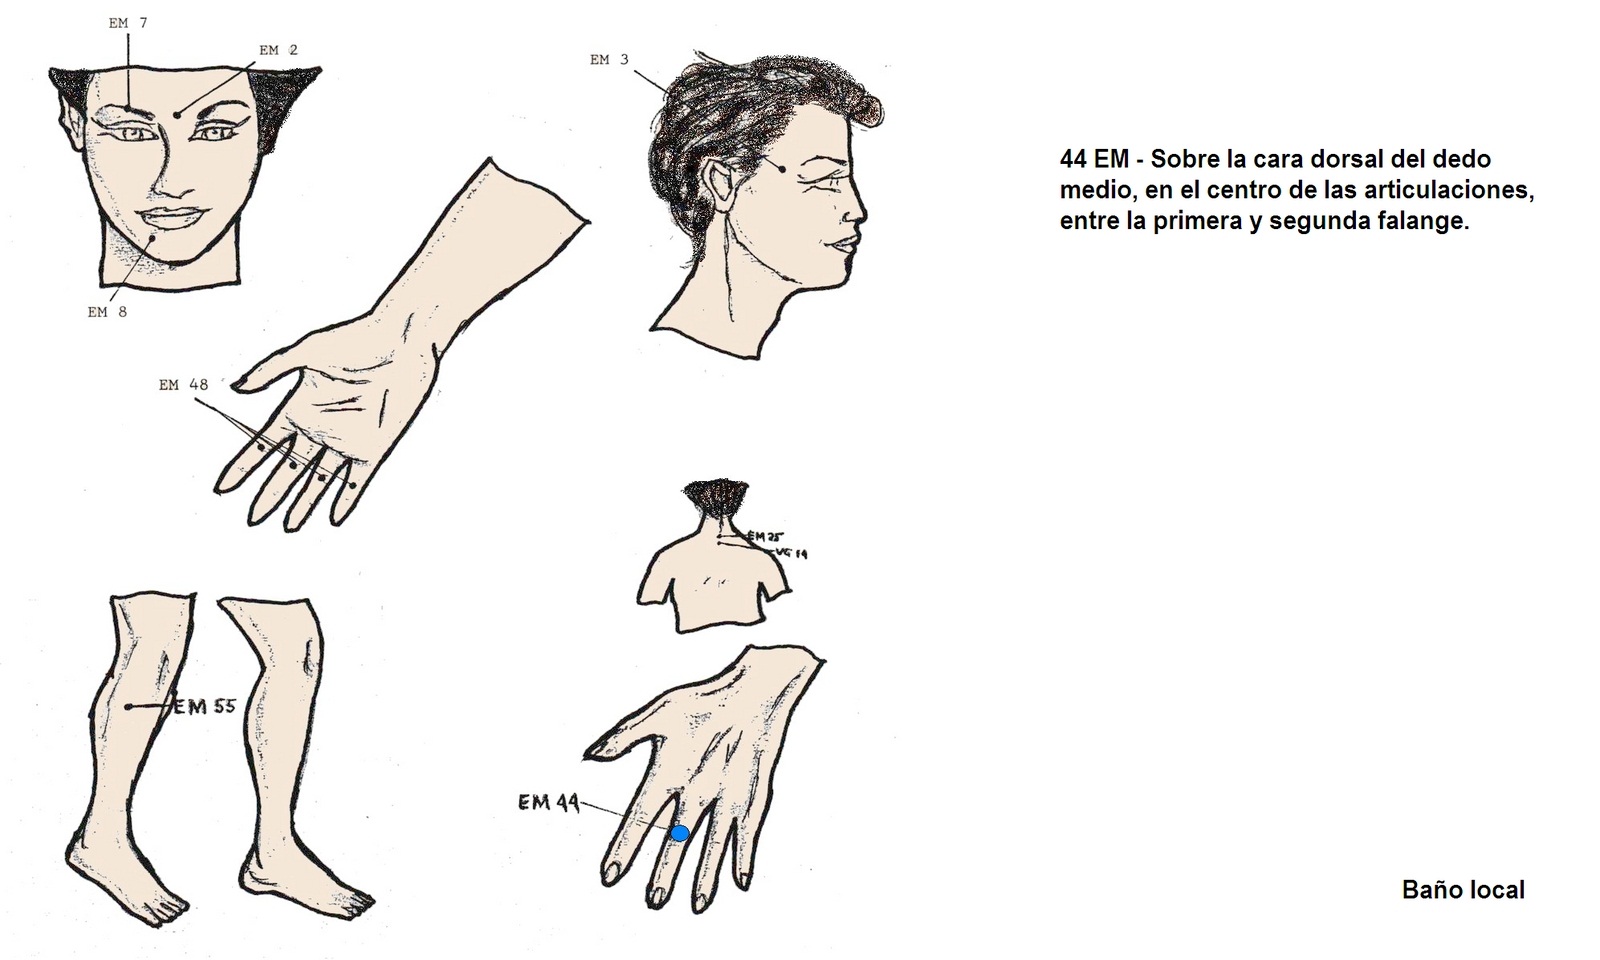 EM 7
EM 2
EM 3
44 EM - Sobre la cara dorsal del dedo
medio, en el centro de las articulaciones,
entre la primera y segunda falange.
EM 8
EM 48
EM 25
VG 14
EM 55
EM 44
Baño local